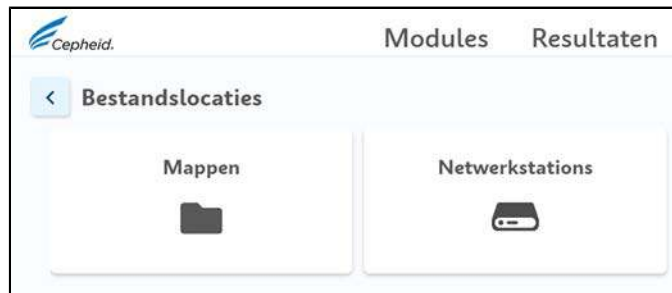 Cepheid. Modules Resultaten
Bestandslocaties
Mappen Netwerkstations